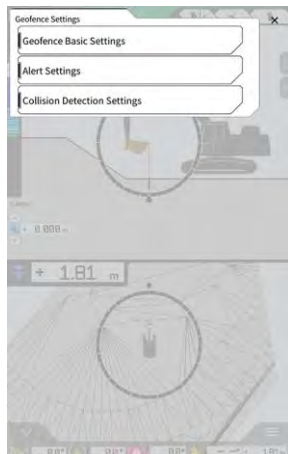 Geofence Settings
×
Geofence Basic Settings
Alert Settings
Collision Detection Settings
0.000
+ 1.81 m